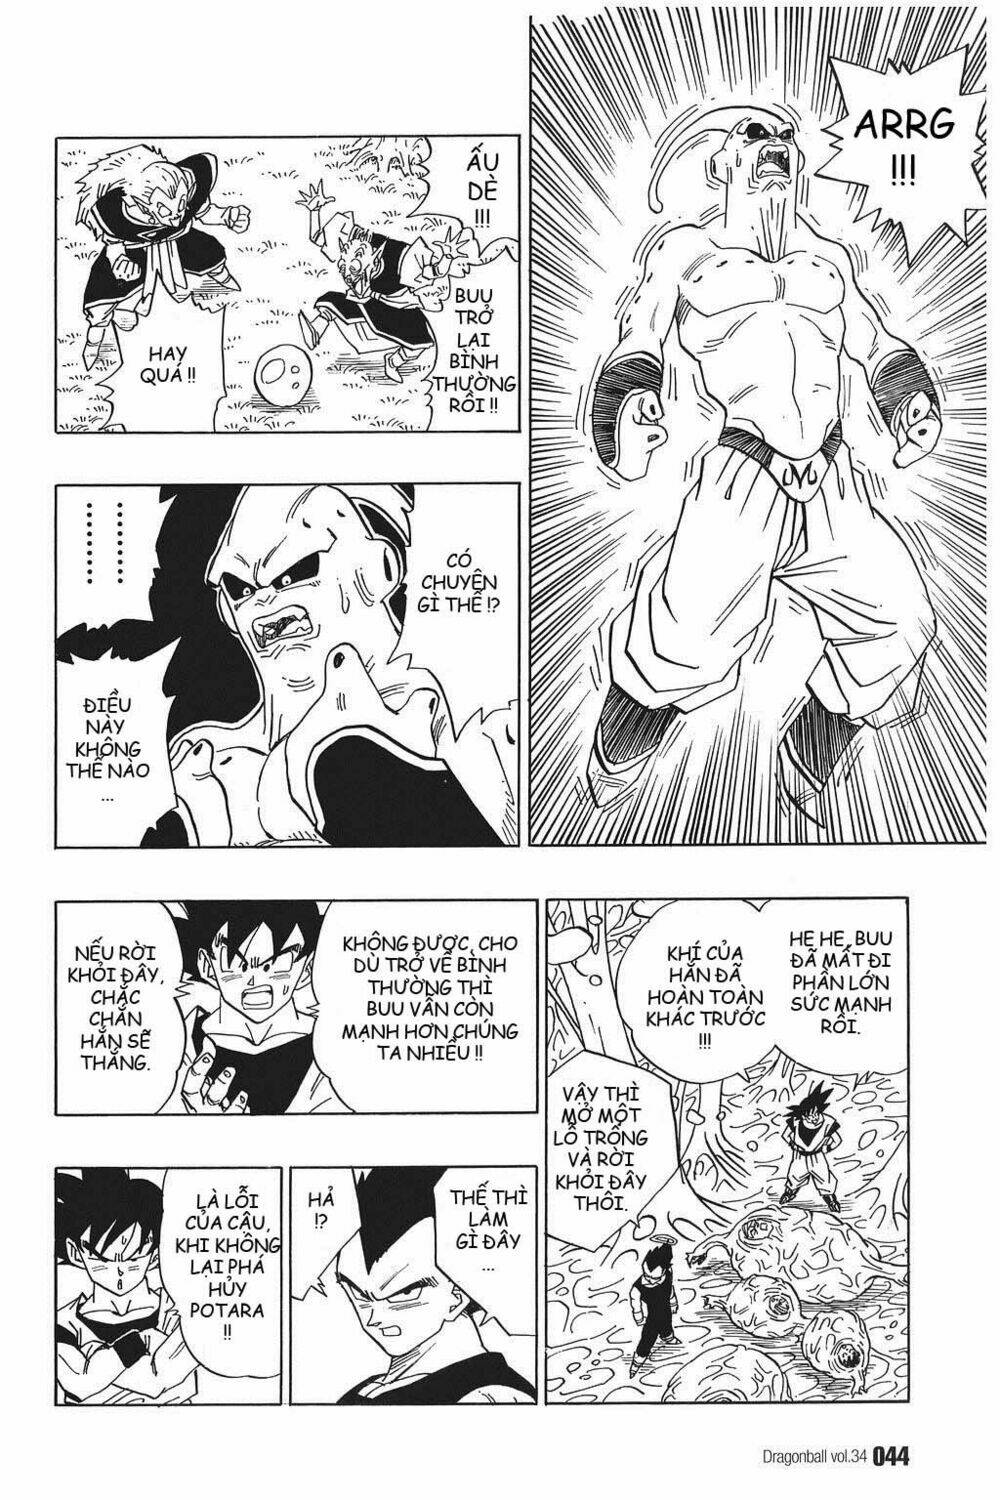 ARRG
!!!
ẤU
DÈ
!!!
BUU
TRỞ
LẠI
BÌNH
THƯỜNG
RỒI !!
HAY
QUÁ !!
CÓ
CHUYỆN
GÌ THẾ !?
.......
.......
ĐIỀU
NÀY
KHÔNG
THỂ NÀO
...
HE HE, BUU
ĐÃ MẤT ĐI
PHẦN LỚN
SỨC MẠNH
RỒI.
KHÍ CỦA
HẮN ĐÃ
HOÀN TOÀN
KHÁC TRƯỚC
!!!
VẬY THÌ
MỞ MỘT
LỖ TRỐNG
VÀ RỜI
KHỎI ĐÂY
THÔI.
KHÔNG ĐƯỢC, CHO
DÙ TRỞ VỀ BÌNH
THƯỜNG THÌ
BUU VẪN CÒN
MẠNH HƠN CHÚNG
TA NHIỀU !!
NẾU RỜI
KHỎI ĐÂY,
CHẮC
CHẮN
HẮN SẼ
THẮNG.
THẾ THÌ
LÀM
GÌ ĐÂY
...
HẢ
!?
LÀ LỖI
CỦA CẬU,
KHI KHÔNG
LẠI PHÁ
HỦY
POTARA
!!
Dragonball vol.34 044